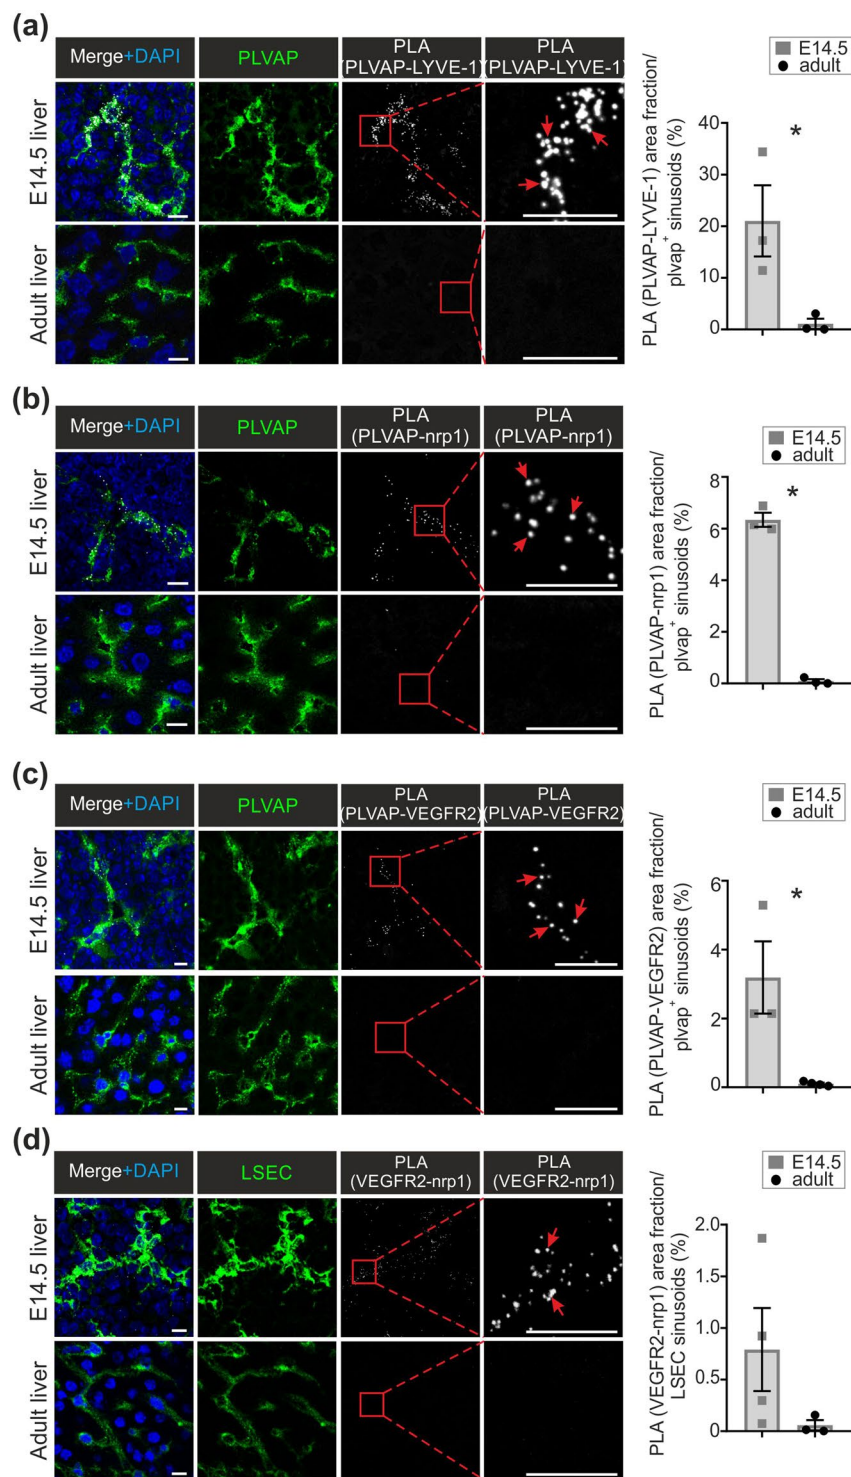 (a)
Merge+DAPI
PLVAP
PLA
(PLVAP-LYVE-1)
PLA
(PLVAP-LYVE-1)
E14.5 liver
Adult liver
E14.5
adult
PLA (PLVAP-LYVE-1) area fraction/
plvap+ sinusoids (%)
40
30
20
10
0
*
(b)
Merge+DAPI
PLVAP
PLA
(PLVAP-nrp1)
PLA
(PLVAP-nrp1)
E14.5 liver
Adult liver
E14.5
adult
PLA (PLVAP-nrp1) area fraction/
plvap+ sinusoids (%)
8
6
4
2
0
*
(c)
Merge+DAPI
PLVAP
PLA
(PLVAP-VEGFR2)
PLA
(PLVAP-VEGFR2)
E14.5 liver
Adult liver
E14.5
adult
PLA (PLVAP-VEGFR2) area fraction/
plvap+ sinusoids (%)
6
4
2
0
*
(d)
Merge+DAPI
LSEC
PLA
(VEGFR2-nrp1)
PLA
(VEGFR2-nrp1)
E14.5 liver
Adult liver
E14.5
adult
PLA (VEGFR2-nrp1) area fraction/
LSEC sinusoids (%)
2.0
1.5
1.0
0.5
0